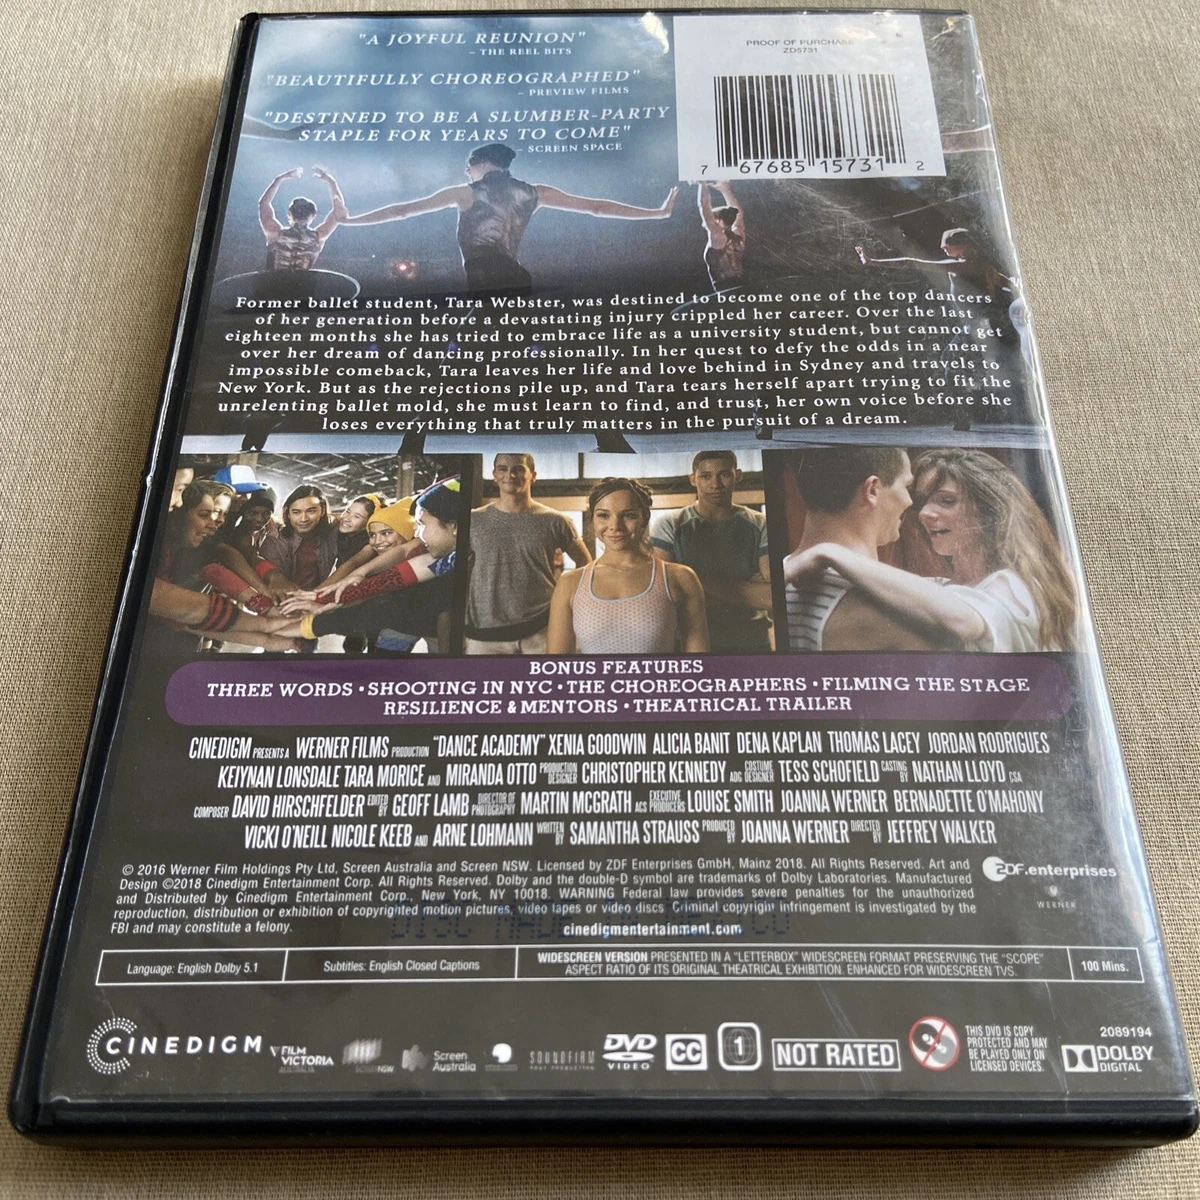 "A JOYFUL REUNION"
– THE REEL BITS
"BEAUTIFULLY CHOREOGRAPHED"
– PREVIEW FILMS
"DESTINED TO BE A SLUMBER-PARTY
STAPLE FOR YEARS TO COME"
– SCREEN SPACE
PROOF OF PURCHASE
ZD5731
7 67685 15731 2
Former ballet student, Tara Webster, was destined to become one of the top dancers
of her generation before a devastating injury crippled her career. Over the last
eighteen months she has tried to embrace life as a university student, but cannot get
over her dream of dancing professionally. In her quest to defy the odds in a near
impossible comeback, Tara leaves her life and love behind in Sydney and travels to
New York. But as the rejections pile up, and Tara tears herself apart trying to fit the
unrelenting ballet mold, she must learn to find, and trust, her own voice before she
loses everything that truly matters in the pursuit of a dream.
BONUS FEATURES
THREE WORDS • SHOOTING IN NYC • THE CHOREOGRAPHERS • FILMING THE STAGE
RESILIENCE & MENTORS • THEATRICAL TRAILER
CINEDIGM PRESENTS A WERNER FILMS PRODUCTION "DANCE ACADEMY" XENIA GOODWIN ALICIA BANIT DENA KAPLAN THOMAS LACEY JORDAN RODRIGUES
KEIYNAN LONSDALE TARA MORICE AND MIRANDA OTTO PRODUCTION DESIGNER CHRISTOPHER KENNEDY ADG COSTUME DESIGNER TESS SCHOFIELD CASTING BY NATHAN LLOYD CSA
COMPOSER DAVID HIRSCHFELDER EDITED BY GEOFF LAMB DIRECTOR OF PHOTOGRAPHY MARTIN MCGRATH ACS EXECUTIVE PRODUCERS LOUISE SMITH JOANNA WERNER BERNADETTE O'MAHONY
VICKI O'NEILL NICOLE KEEB AND ARNE LOHMANN WRITTEN BY SAMANTHA STRAUSS PRODUCED BY JOANNA WERNER DIRECTED BY JEFFREY WALKER
© 2016 Werner Film Holdings Pty Ltd, Screen Australia and Screen NSW. Licensed by ZDF Enterprises GmbH. Mainz 2018. All Rights Reserved. Art and
Design ©2018 Cinedigm Entertainment Corp. All Rights Reserved. Dolby and the double-D symbol are trademarks of Dolby Laboratories. Manufactured
and Distributed by Cinedigm Entertainment Corp., New York, NY 10018. WARNING Federal law provides severe penalties for the unauthorized
reproduction, distribution or exhibition of copyrighted motion pictures, video tapes or video discs. Criminal copyright infringement is investigated by the
FBI and may constitute a felony.
ZDF.enterprises
WERNER
DISC MADE
cinedigmentertainment.com
Language: English Dolby 5.1
Subtitles: English Closed Captions
WIDESCREEN VERSION PRESENTED IN A "LETTERBOX" WIDESCREEN FORMAT PRESERVING THE "SCOPE"
ASPECT RATIO OF ITS ORIGINAL THEATRICAL EXHIBITION. ENHANCED FOR WIDESCREEN TVS.
100 Mins.
CINEDIGM
FILM
VICTORIA
AUSTRALIA
Screen
Australia
SOUNDFIRM
DVD
VIDEO
CC
1
NOT RATED
THIS DVD IS COPY
PROTECTED AND MAY
BE PLAYED ONLY ON
LICENSED DEVICES.
2089194
DOLBY
DIGITAL